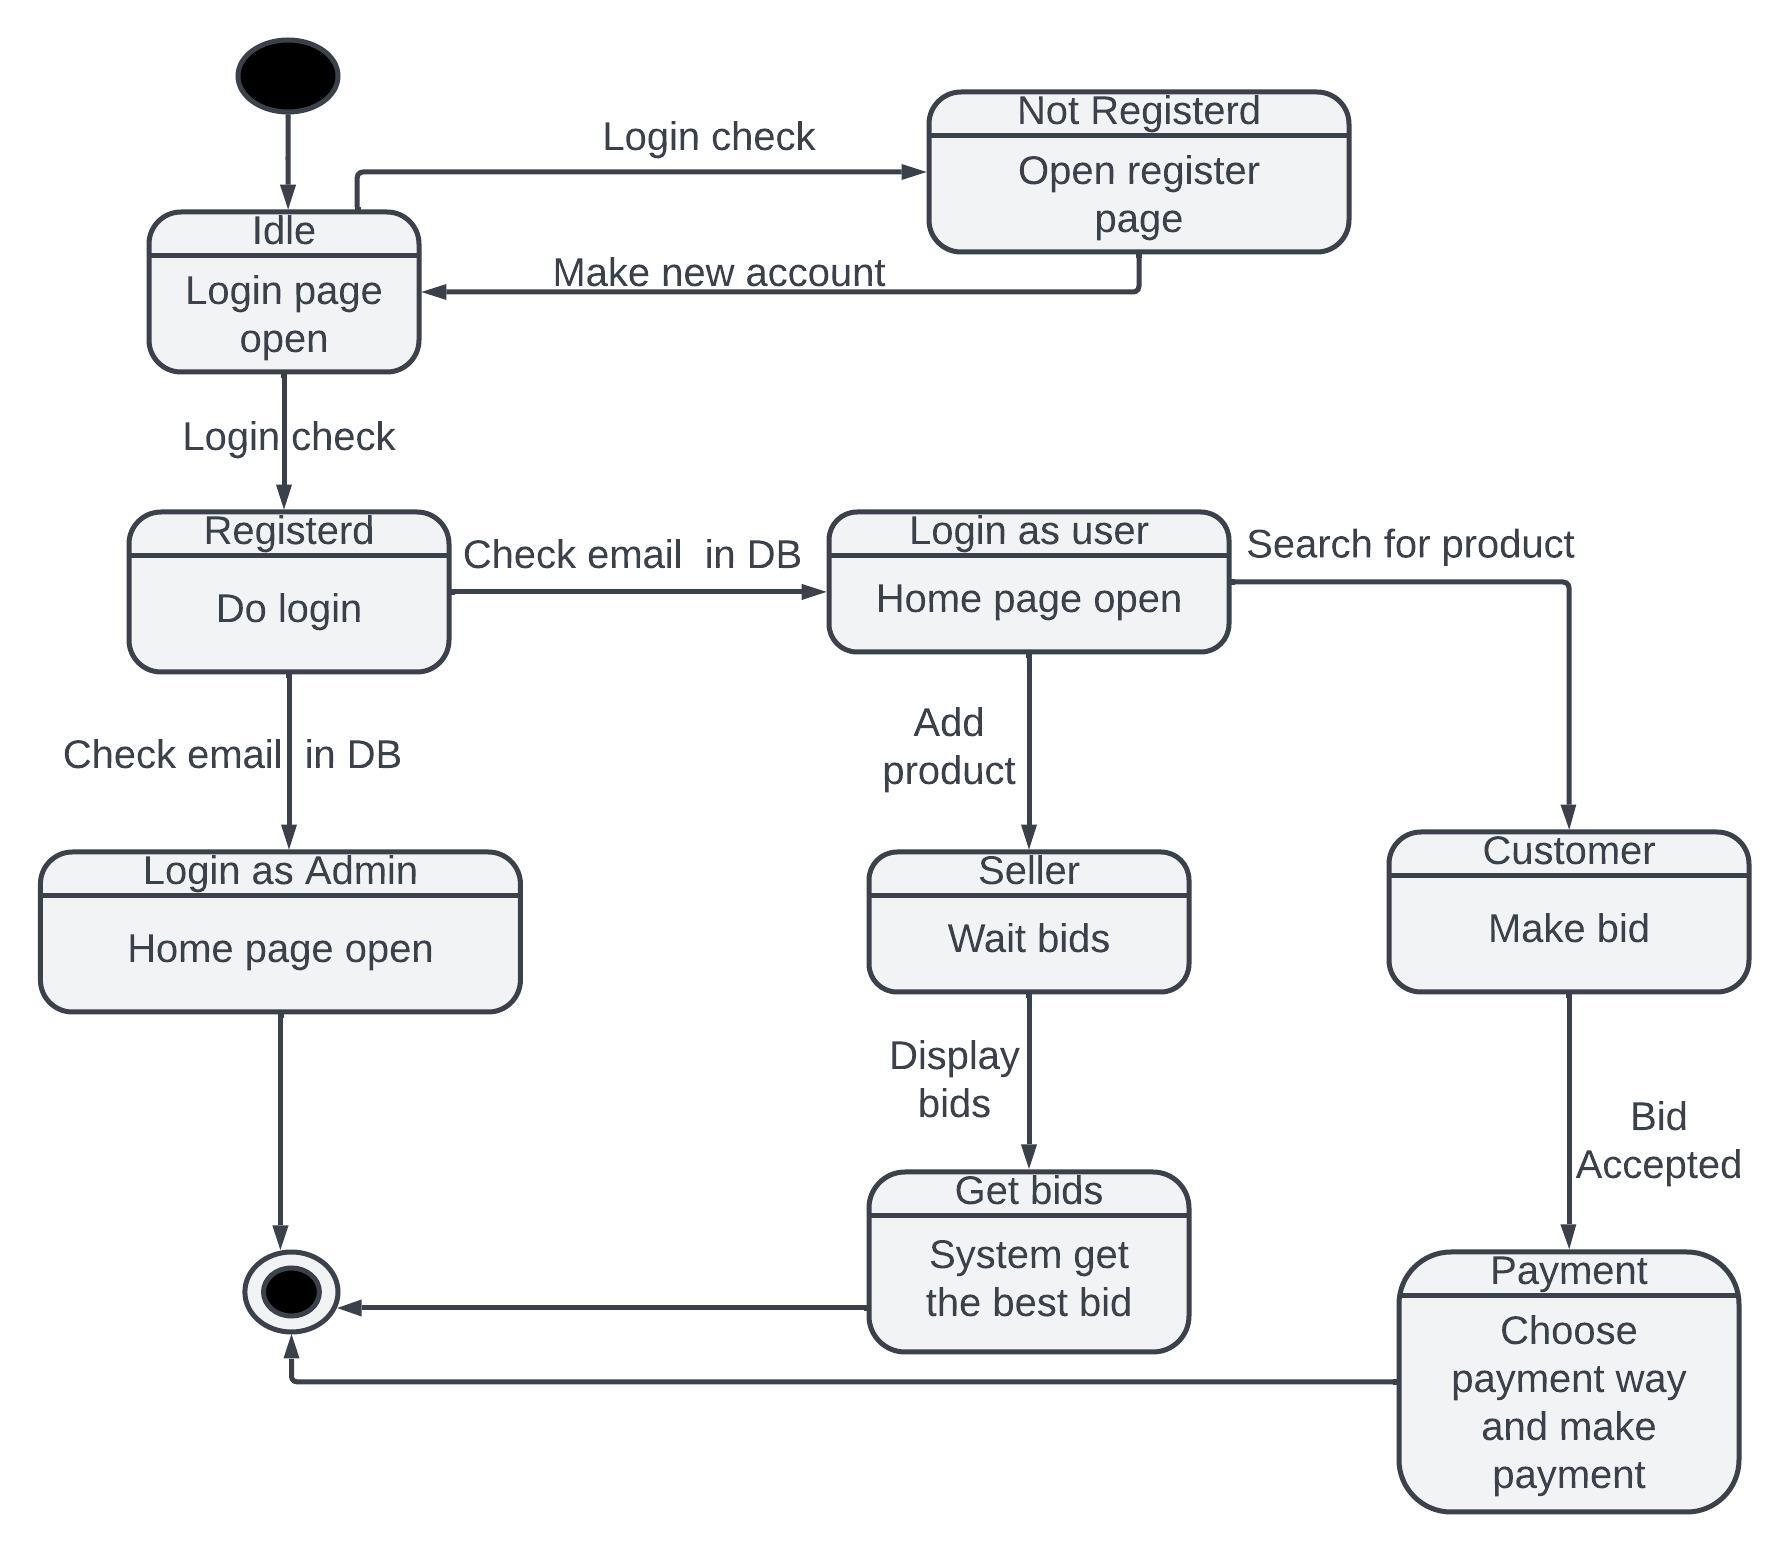 Login check
Not Registerd
Open register
page
Idle
Login page
open
Make new account
Login check
Registerd
Do login
Check email  in DB
Login as user
Home page open
Search for product
Check email  in DB
Add
product
Login as Admin
Home page open
Seller
Wait bids
Customer
Make bid
Display
bids
Bid
Accepted
Get bids
System get
the best bid
Payment
Choose
payment way
and make
payment